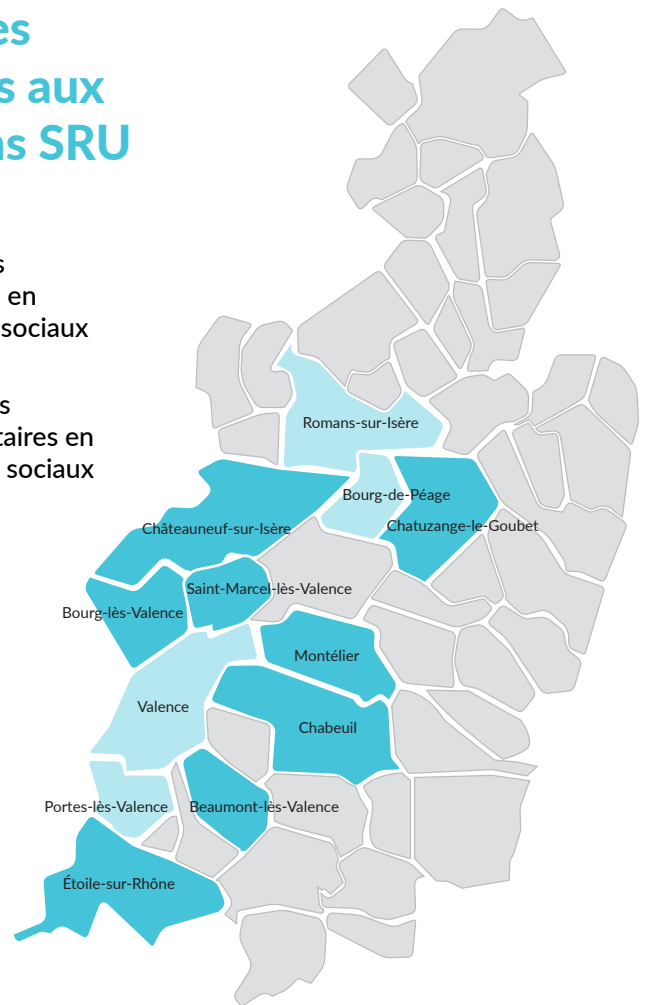 es
s aux
ns SRU
s
en
sociaux
s
taires en
sociaux
Romans-sur-Isère
Bourg-de-Péage
Châteauneuf-sur-Isère
Chatuzange-le-Goubet
Saint-Marcel-lès-Valence
Bourg-lès-Valence
Montélier
Valence
Chabeuil
Portes-lès-Valence
Beaumont-lès-Valence
Étoile-sur-Rhône